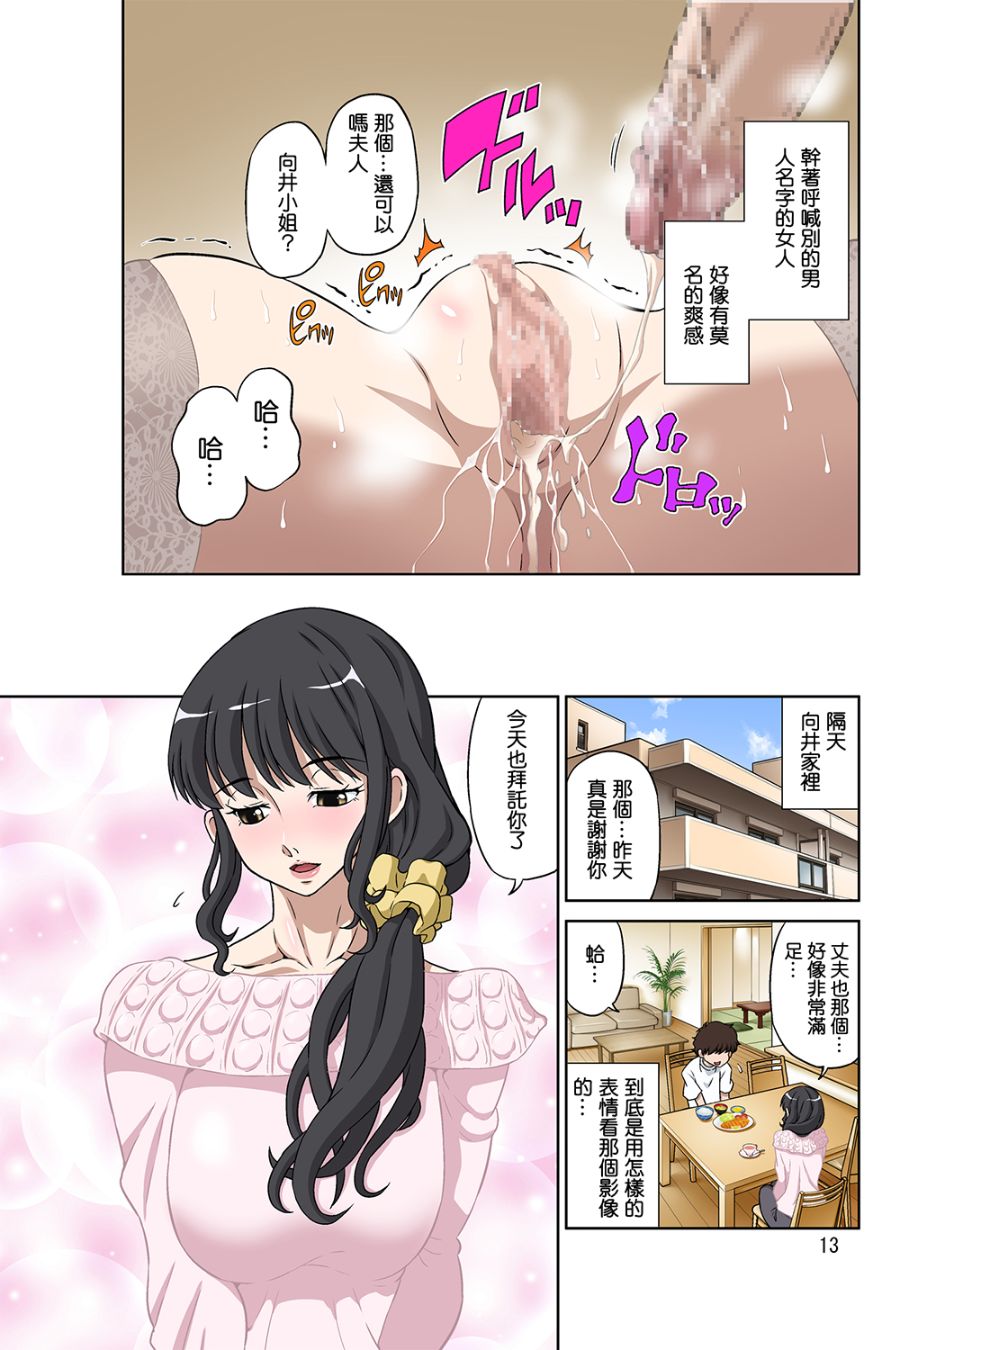 幹著呼喊別的男
人名字的女人
好像有莫
名的爽感
ドルッ
那個…還可以
嗎夫人
向井小姐？
ピクッ
ピクッ
ドロッ
哈…
哈…
隔天
向井家裡
那個…昨天
真是謝謝你
丈夫也那個…
好像非常滿
足…
蛤…
到底是用怎樣的
表情看那個影像
的…
今天也拜託你了
13